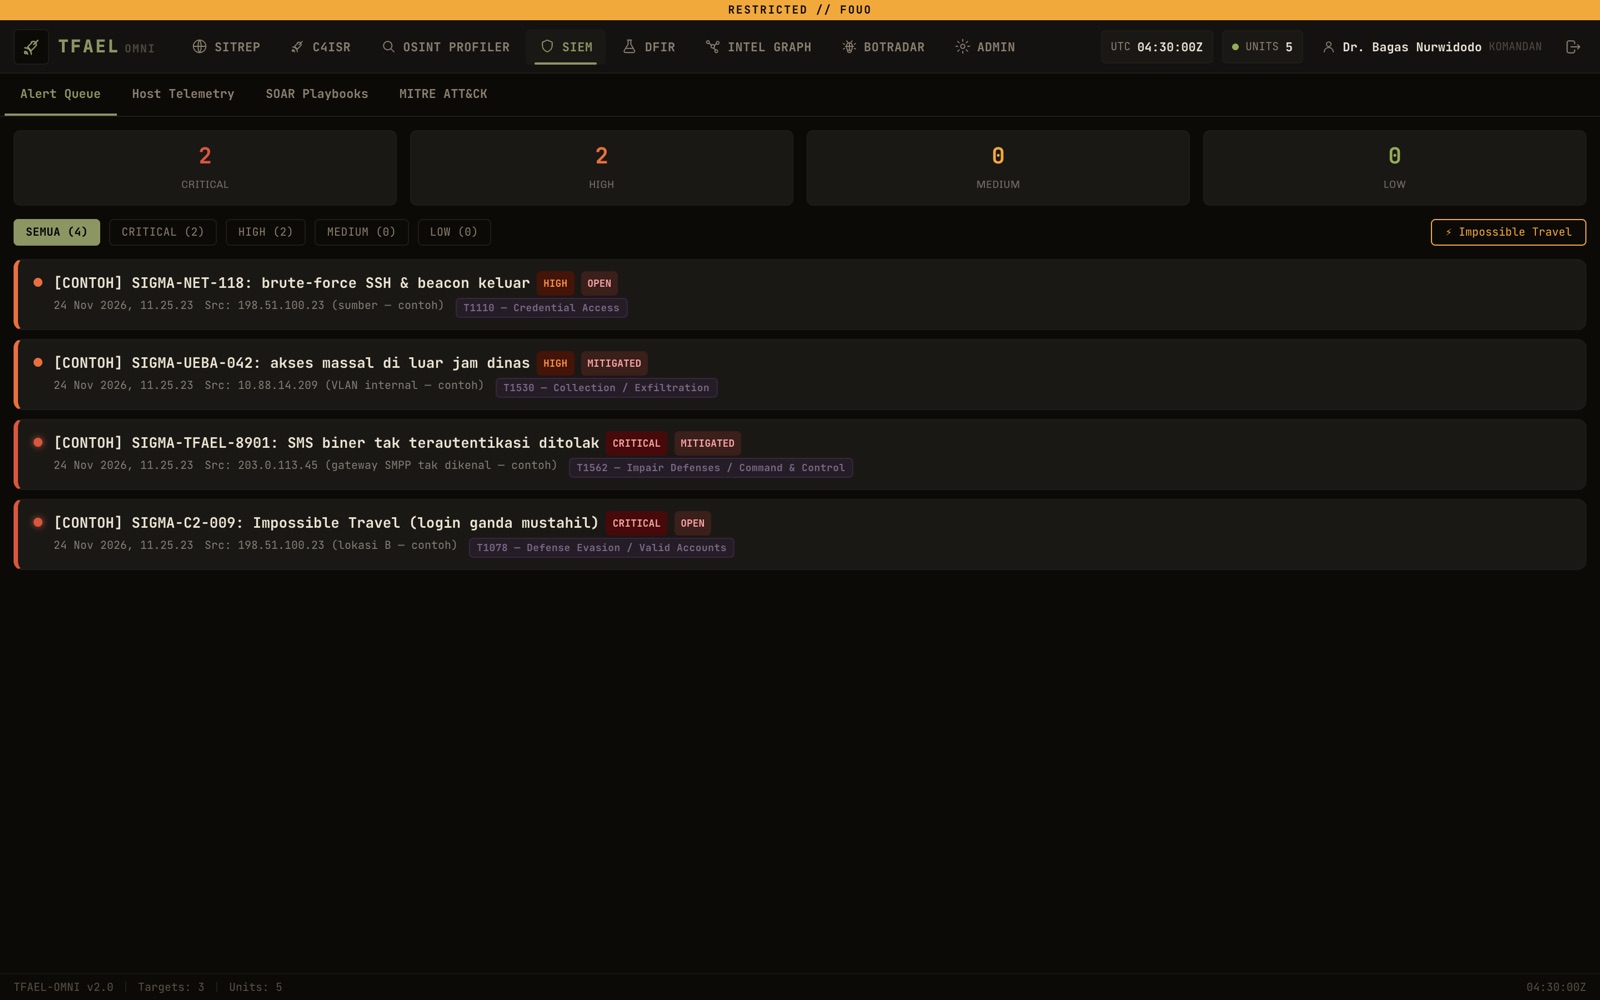 RESTRICTED // FOUO
TFAEL OMNI SITREP C4ISR OSINT PROFILER SIEM DFIR INTEL GRAPH BOTRADAR ADMIN UTC 04:30:00Z UNITS 5 Dr. Bagas Nurwidodo KOMANDAN
Alert Queue Host Telemetry SOAR Playbooks MITRE ATT&CK
2 2 0 0
CRITICAL HIGH MEDIUM LOW
SEMUA (4) CRITICAL (2) HIGH (2) MEDIUM (0) LOW (0) ⚡ Impossible Travel
[CONTOH] SIGMA-NET-118: brute-force SSH & beacon keluar HIGH OPEN
24 Nov 2026, 11.25.23 Src: 198.51.100.23 (sumber — contoh) T1110 — Credential Access
[CONTOH] SIGMA-UEBA-042: akses massal di luar jam dinas HIGH MITIGATED
24 Nov 2026, 11.25.23 Src: 10.88.14.209 (VLAN internal — contoh) T1530 — Collection / Exfiltration
[CONTOH] SIGMA-TFAEL-8901: SMS biner tak terautentikasi ditolak CRITICAL MITIGATED
24 Nov 2026, 11.25.23 Src: 203.0.113.45 (gateway SMPP tak dikenal — contoh) T1562 — Impair Defenses / Command & Control
[CONTOH] SIGMA-C2-009: Impossible Travel (login ganda mustahil) CRITICAL OPEN
24 Nov 2026, 11.25.23 Src: 198.51.100.23 (lokasi B — contoh) T1078 — Defense Evasion / Valid Accounts
TFAEL-OMNI v2.0 | Targets: 3 | Units: 5 04:30:00Z